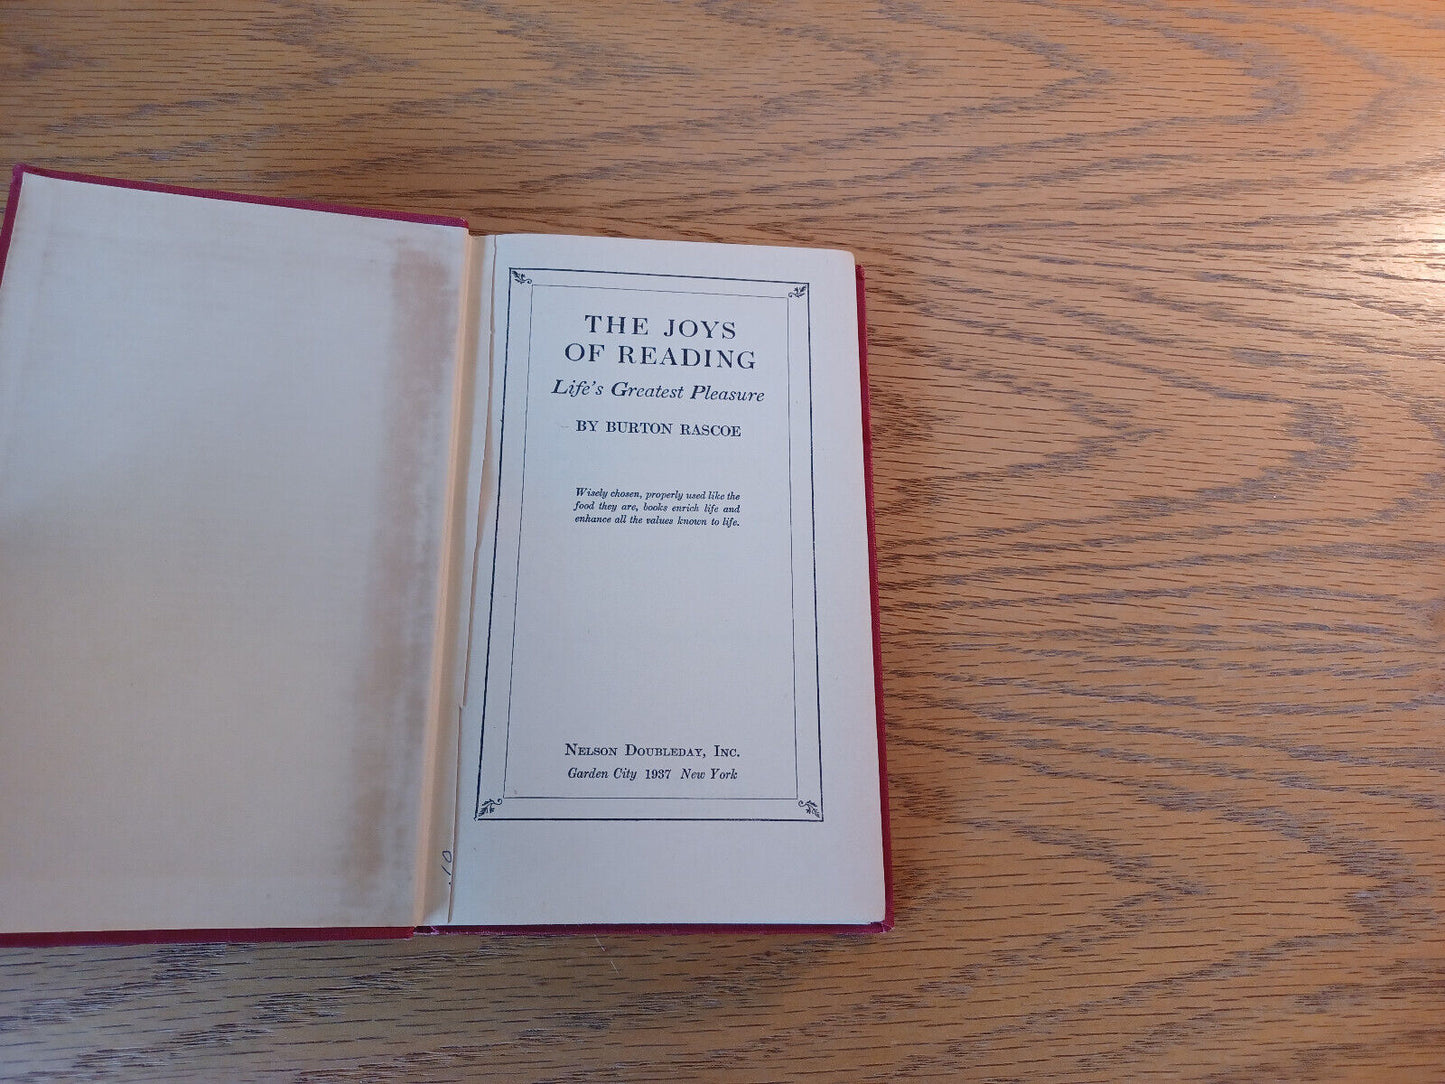 THE JOYS
OF READING
Life's Greatest Pleasure
BY BURTON RASCOE
Wisely chosen, properly used like the
food they are, books enrich life and
enhance all the values known to life.
NELSON DOUBLEDAY, INC.
Garden City 1937 New York
.10